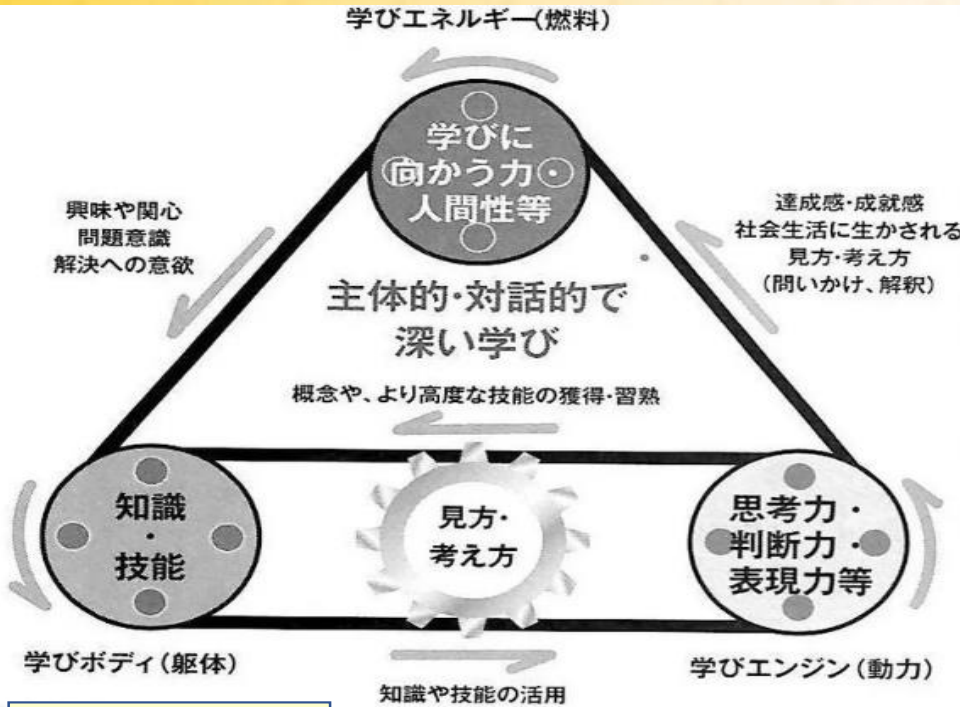 学びエネルギー(燃料)
学びに
向かう力・
人間性等
興味や関心
問題意識
解決への意欲
達成感・成就感
社会生活に生かされる
見方・考え方
(問いかけ、解釈)
主体的・対話的で
深い学び
概念や、より高度な技能の獲得・習熟
知識
・
技能
見方・
考え方
思考力・
判断力・
表現力等
学びボディ(躯体)
学びエンジン(動力)
知識や技能の活用